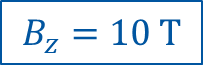 B_z = 10 T